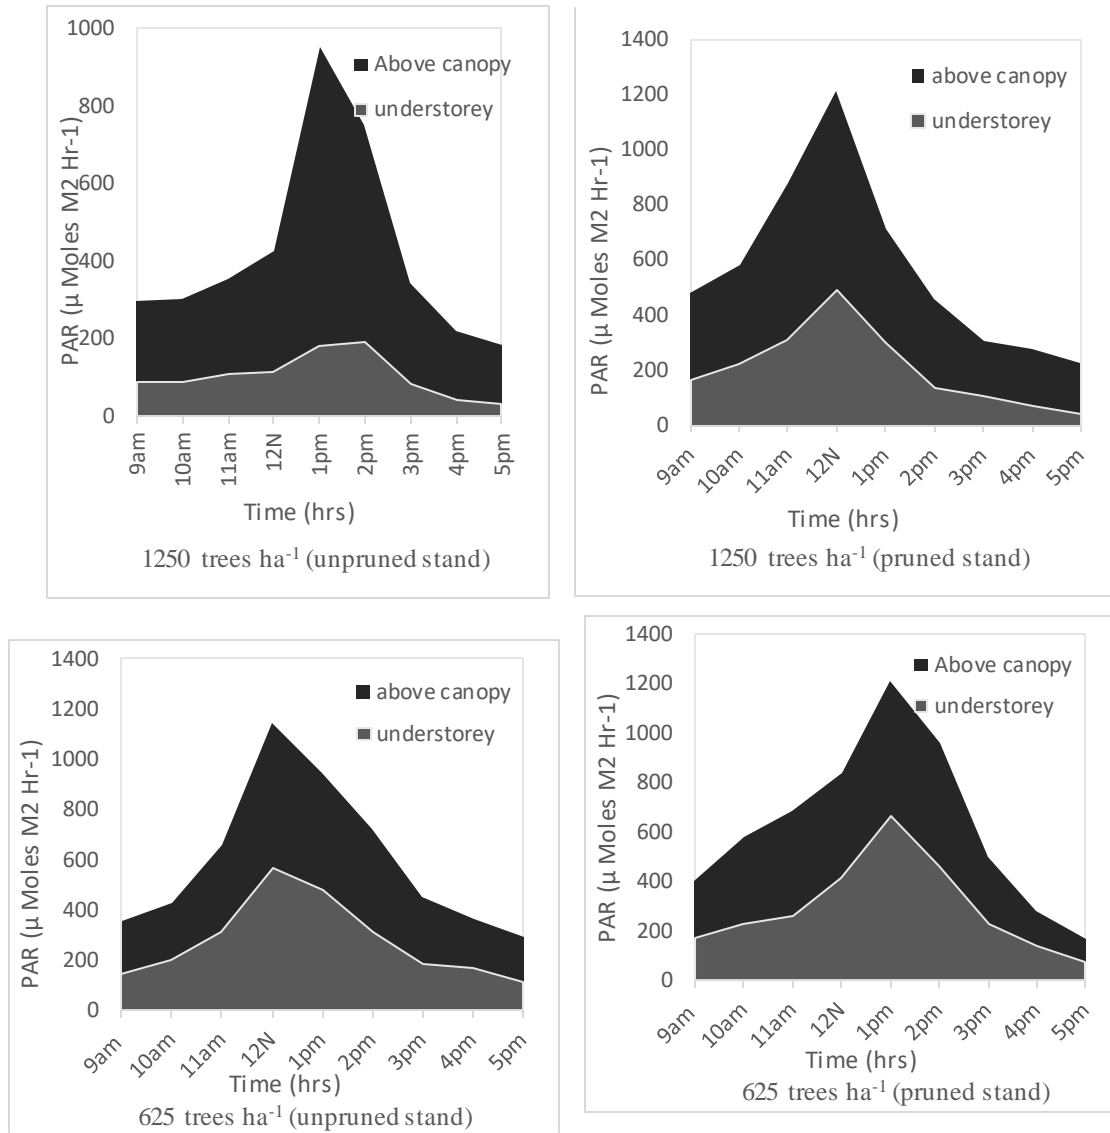 1000
800
600
400
200
0
PAR (μ Moles M2 Hr-1)
Above canopy
understorey
9am
10am
11am
12N
1pm
2pm
3pm
4pm
5pm
Time (hrs)
1250 trees ha⁻¹ (unpruned stand)
1400
1200
1000
800
600
400
200
0
PAR (μ Moles M2 Hr-1)
above canopy
understorey
9am
10am
11am
12N
1pm
2pm
3pm
4pm
5pm
Time (hrs)
1250 trees ha⁻¹ (pruned stand)
1400
1200
1000
800
600
400
200
0
PAR (μ Moles M2 Hr-1)
above canopy
understorey
9am
10am
11am
12N
1pm
2pm
3pm
4pm
5pm
Time (hrs)
625 trees ha⁻¹ (unpruned stand)
1400
1200
1000
800
600
400
200
0
PAR (μ Moles M2 Hr-1)
Above canopy
understorey
9am
10am
11am
12N
1pm
2pm
3pm
4pm
5pm
Time (hrs)
625 trees ha⁻¹ (pruned stand)